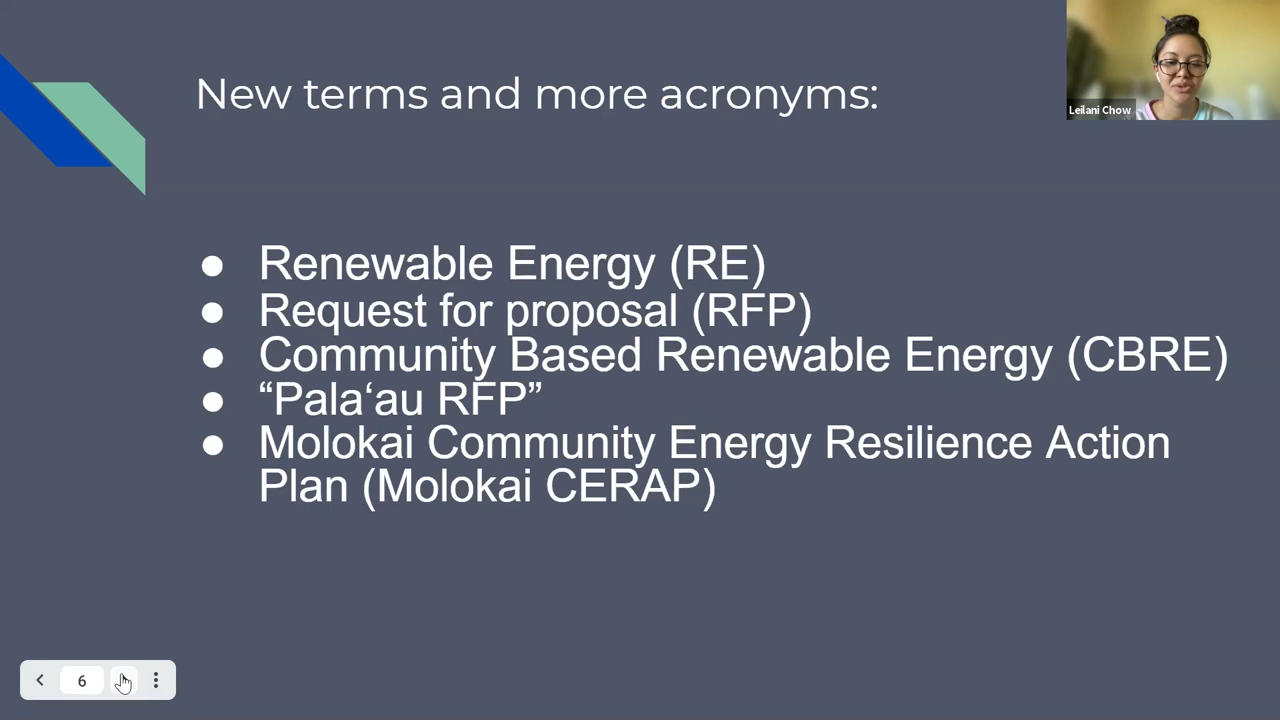 New terms and more acronyms:
Leilani Chow
● Renewable Energy (RE)
● Request for proposal (RFP)
● Community Based Renewable Energy (CBRE)
● “Pala‘au RFP”
● Molokai Community Energy Resilience Action
Plan (Molokai CERAP)
6